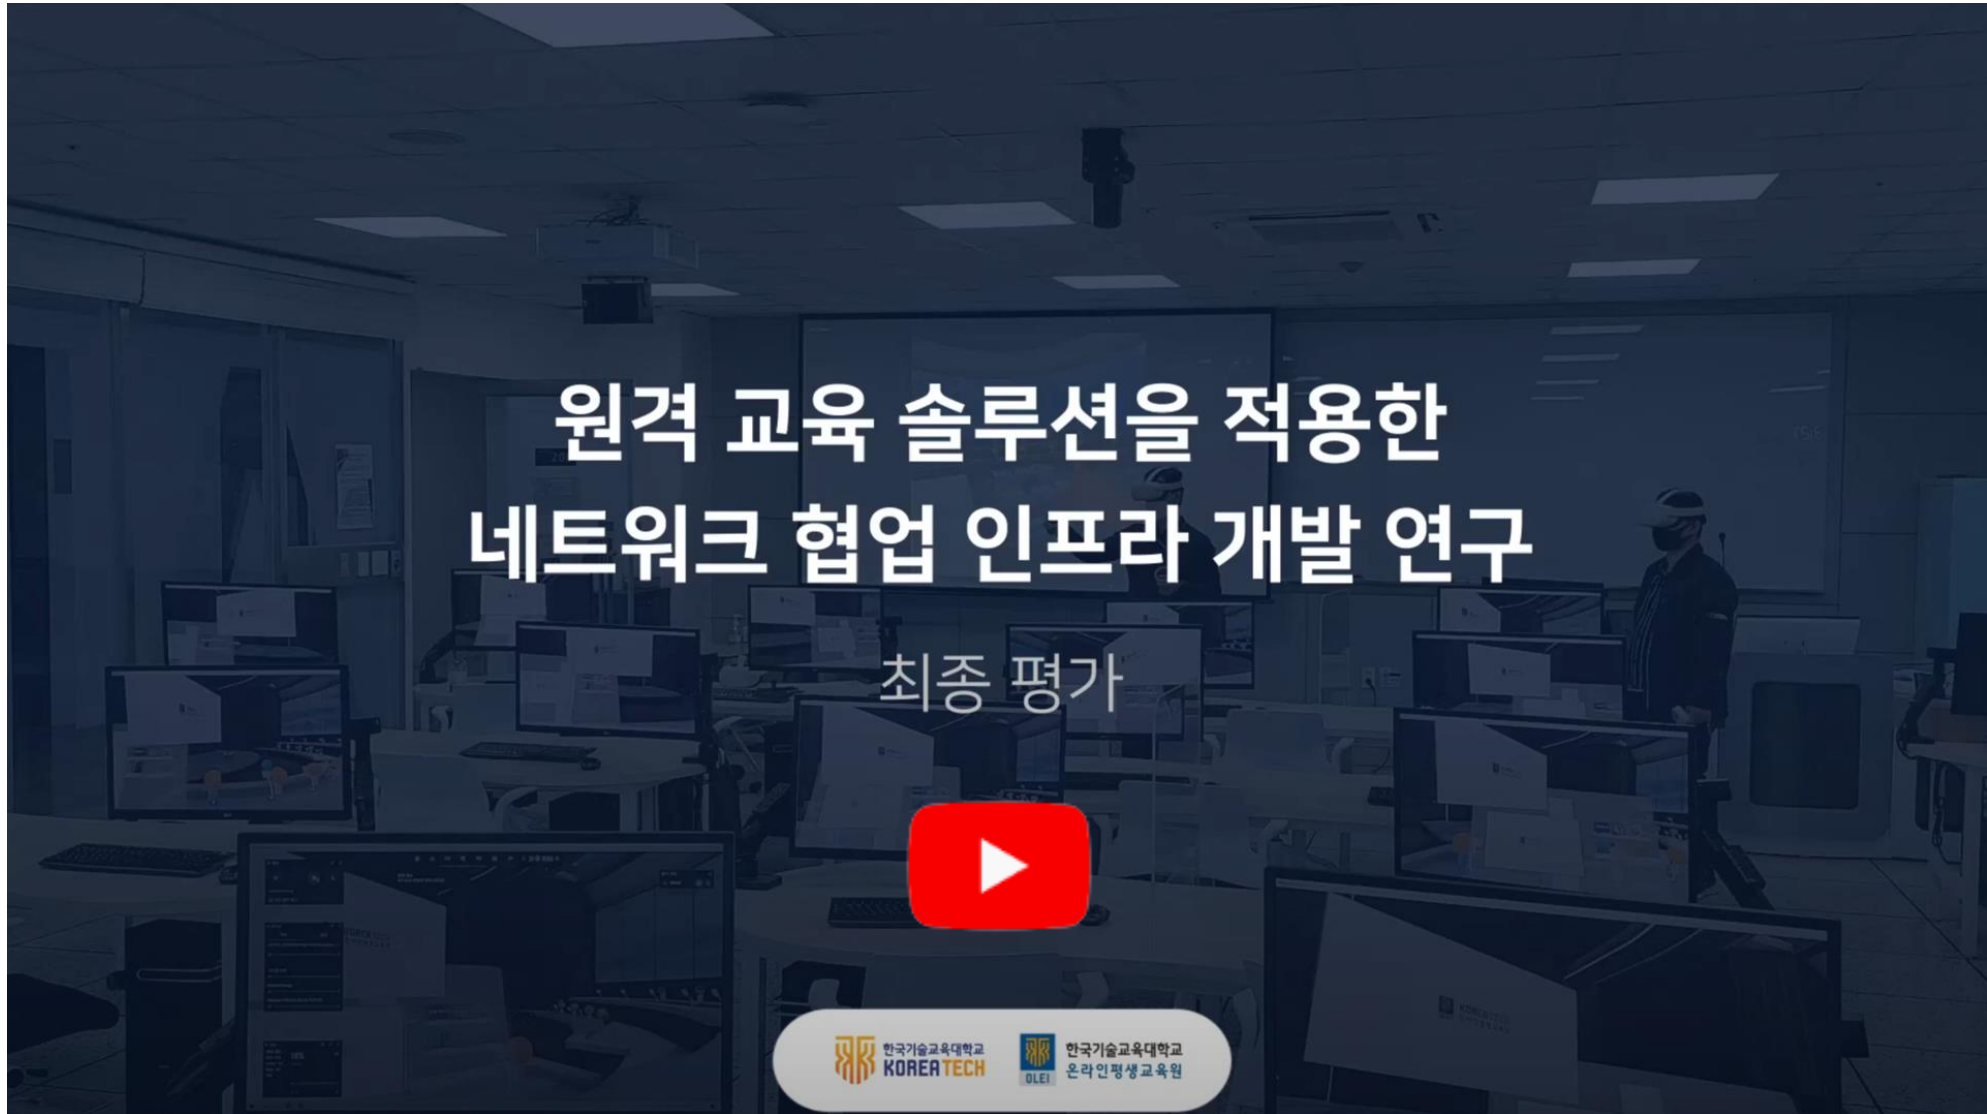 원격 교육 솔루션을 적용한
네트워크 협업 인프라 개발 연구
최종 평가
한국기술교육대학교
KOREATECH
OLEI
한국기술교육대학교
온라인평생교육원